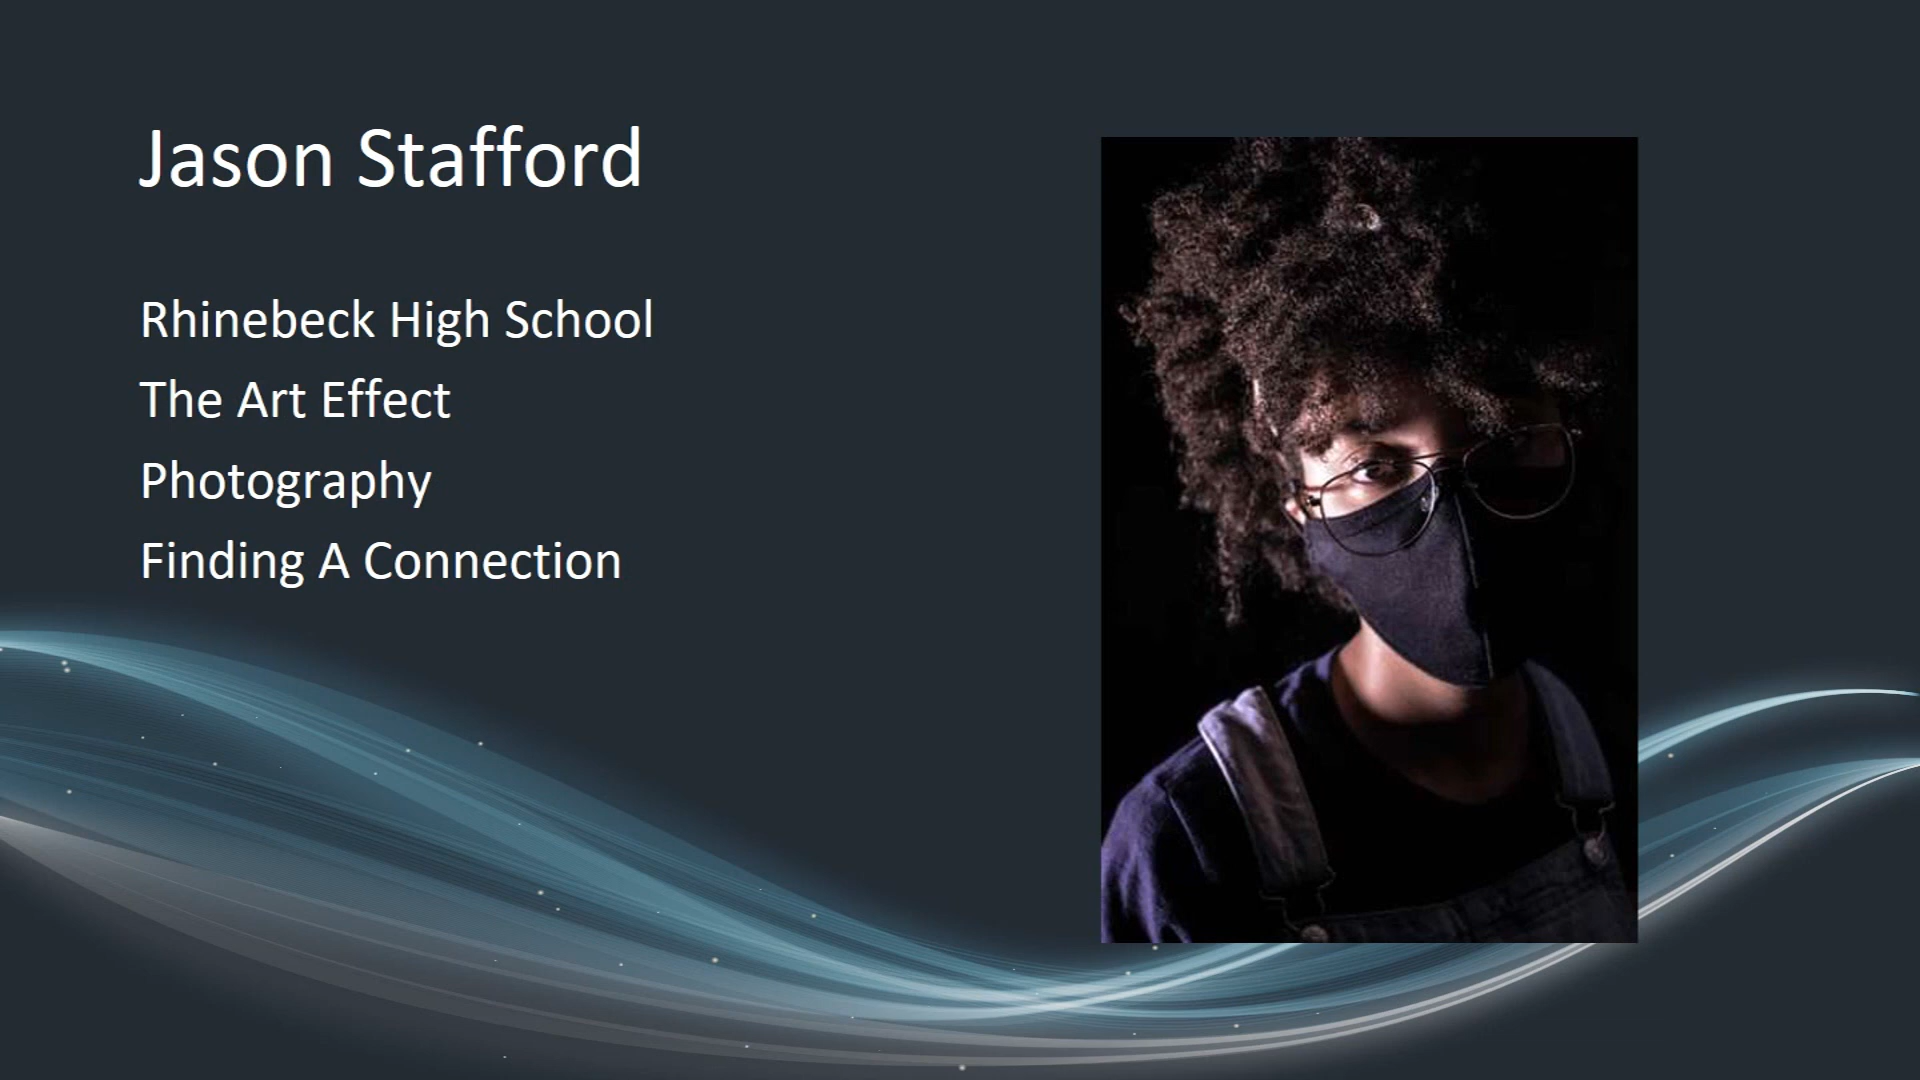 Jason Stafford
Rhinebeck High School
The Art Effect
Photography
Finding A Connection